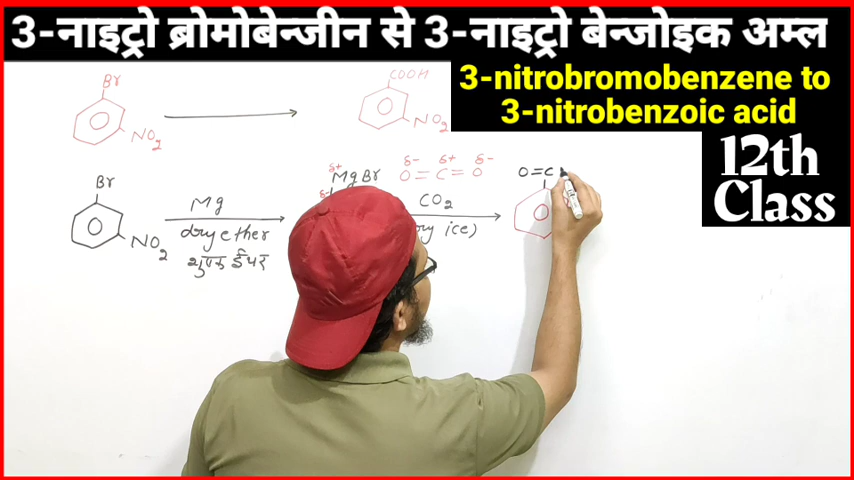 3-नाइट्रो ब्रोमोबेन्जीन से 3-नाइट्रो बेन्जोइक अम्ल
3-nitrobromobenzene to
3-nitrobenzoic acid
12th
Class
Br
NO2
COOH
NO2
Br
NO2
Mg
dry ether
शुष्क ईथर
δ+
MgBr
δ-
δ- δ+ δ-
O=C=O
CO2
ice)
O=C